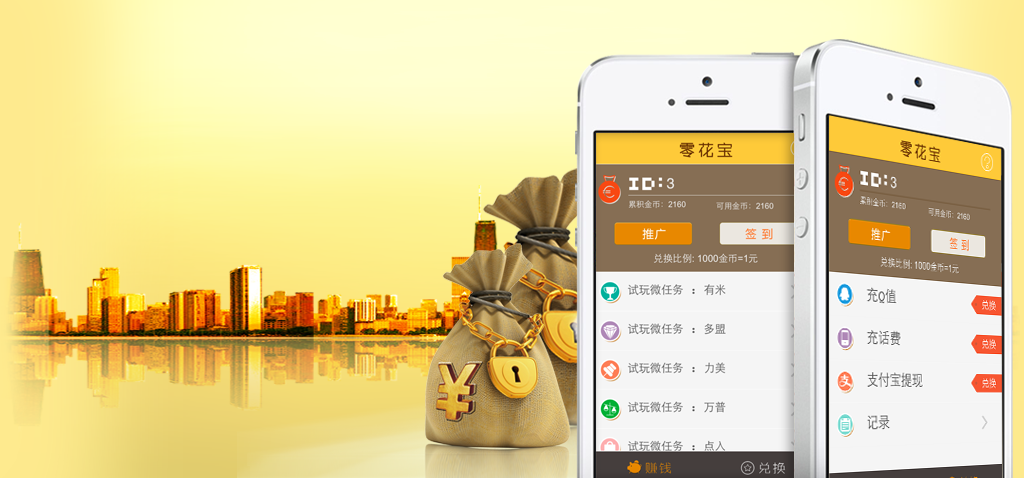 ¥
零花宝
ID:3
累积金币: 2160 可用金币: 2160
推广 签到
兑换比例: 1000金币=1元
试玩微任务 : 有米
试玩微任务 : 多盟
试玩微任务 : 力美
试玩微任务 : 万普
试玩微任务 : 点入
赚钱 兑换
零花宝
ID:3
累积金币: 2160 可用金币: 2160
推广 签到
兑换比例: 1000金币=1元
充Q值 兑换
充话费 兑换
支付宝提现 兑换
记录